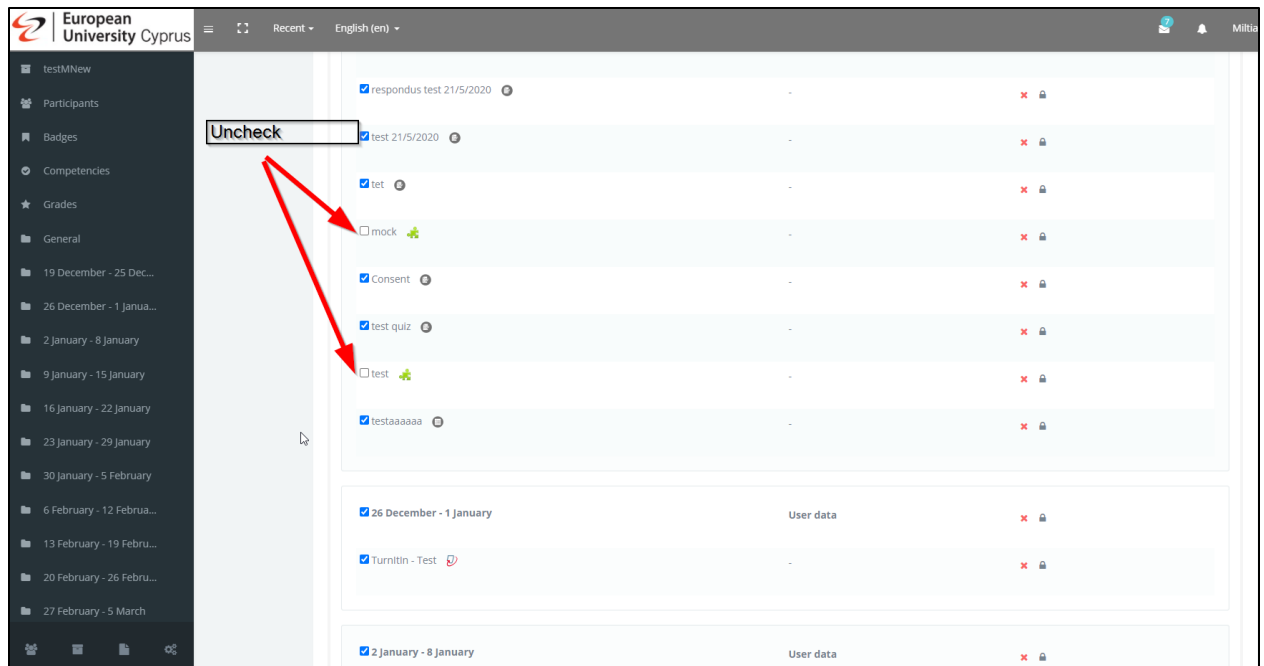 European
University Cyprus
Recent
English (en)
7
Miltia
testMNew
Participants
Badges
Competencies
Grades
General
19 December - 25 Dec...
26 December - 1 Janua...
2 January - 8 January
9 January - 15 January
16 January - 22 January
23 January - 29 January
30 January - 5 February
6 February - 12 Februa...
13 February - 19 Febru...
20 February - 26 Febru...
27 February - 5 March
Uncheck
respondus test 21/5/2020 -
test 21/5/2020 -
tet -
mock -
Consent -
test quiz -
test -
testaaaaaa -
26 December - 1 January User data
Turnitin - Test -
2 January - 8 January User data